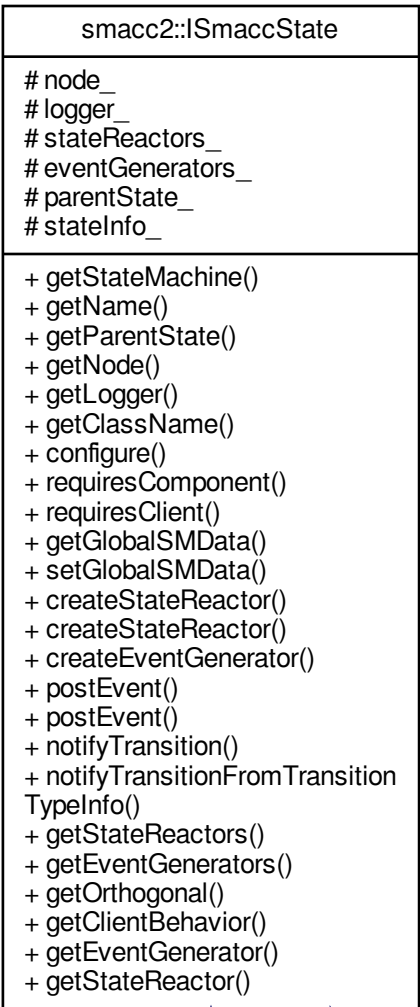 smacc2::ISmaccState
# node_
# logger_
# stateReactors_
# eventGenerators_
# parentState_
# stateInfo_
+ getStateMachine()
+ getName()
+ getParentState()
+ getNode()
+ getLogger()
+ getClassName()
+ configure()
+ requiresComponent()
+ requiresClient()
+ getGlobalSMData()
+ setGlobalSMData()
+ createStateReactor()
+ createStateReactor()
+ createEventGenerator()
+ postEvent()
+ postEvent()
+ notifyTransition()
+ notifyTransitionFromTransition
TypeInfo()
+ getStateReactors()
+ getEventGenerators()
+ getOrthogonal()
+ getClientBehavior()
+ getEventGenerator()
+ getStateReactor()